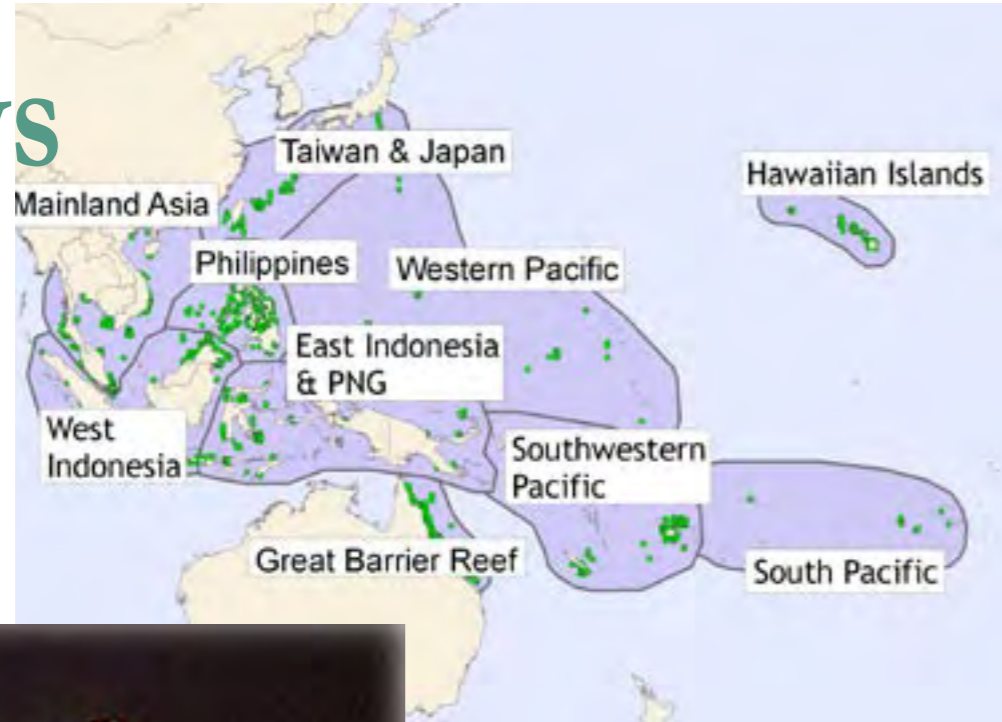 Taiwan & Japan
Hawaiian Islands
Mainland Asia
Philippines
Western Pacific
East Indonesia
& PNG
West
Indonesia
Southwestern
Pacific
Great Barrier Reef
South Pacific